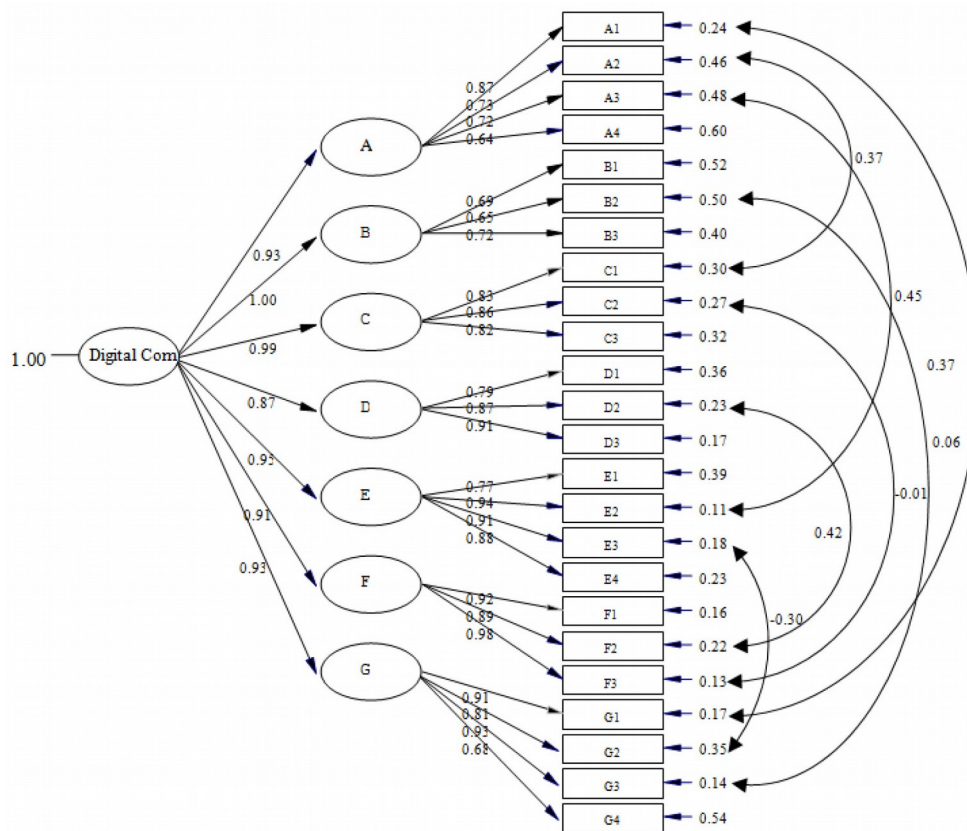 A1 0.24
A2 0.46
0.87
0.73
A3 0.48
0.72
0.64
A4 0.60
A
0.37
B1 0.52
0.69
B2 0.50
0.65
B
B3 0.40
0.72
0.93
C1 0.30
1.00
0.83
C2 0.27
0.45
0.86
C
C3 0.32
0.82
0.99
1.00 Digital Com
D1 0.36
0.37
0.79
0.87
D2 0.23
0.87
D
0.91
D3 0.17
0.06
0.95
E1 0.39
0.77
0.94
-0.01
E
E2 0.11
0.91
0.91
E3 0.18
0.42
0.88
0.93
E4 0.23
F
0.92
F1 0.16
-0.30
0.89
0.98
F2 0.22
G
F3 0.13
0.91
G1 0.17
0.81
0.93
G2 0.35
0.68
G3 0.14
G4 0.54